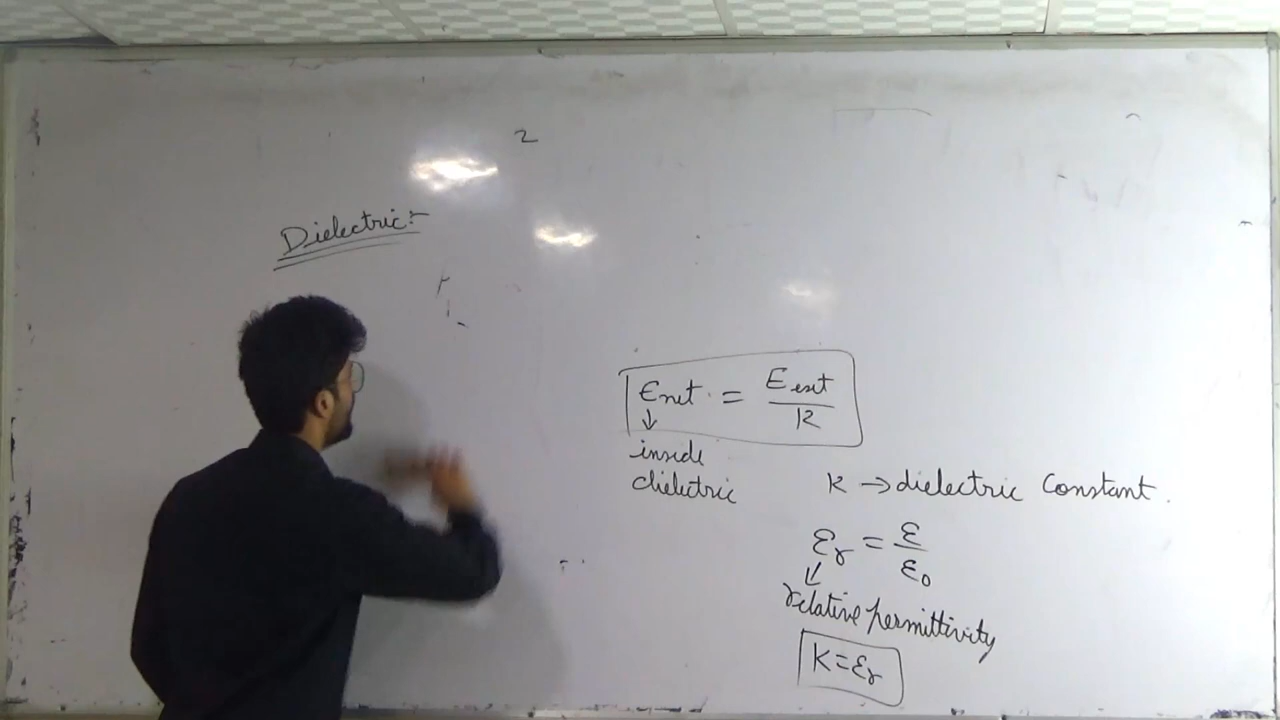 2
Dielectric:-
Enet = Eext / K
↓
inside
dielectric
K → dielectric Constant.
εr = ε / ε0
↓
relative permittivity
K = εr